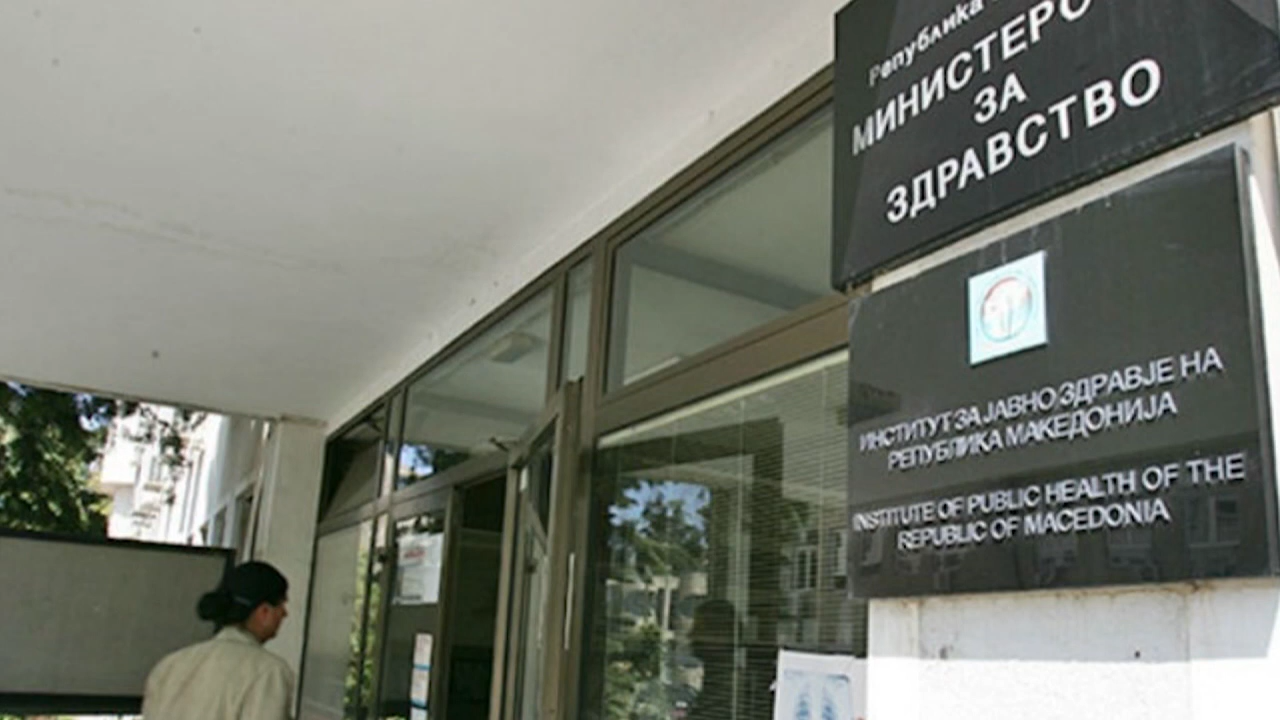 Република
МИНИСТЕРС
ЗА
ЗДРАВСТВО
ИНСТИТУТ ЗА ЈАВНО ЗДРАВЈЕ НА
РЕПУБЛИКА МАКЕДОНИЈА
INSTITUTE OF PUBLIC HEALTH OF THE
REPUBLIC OF MACEDONIA